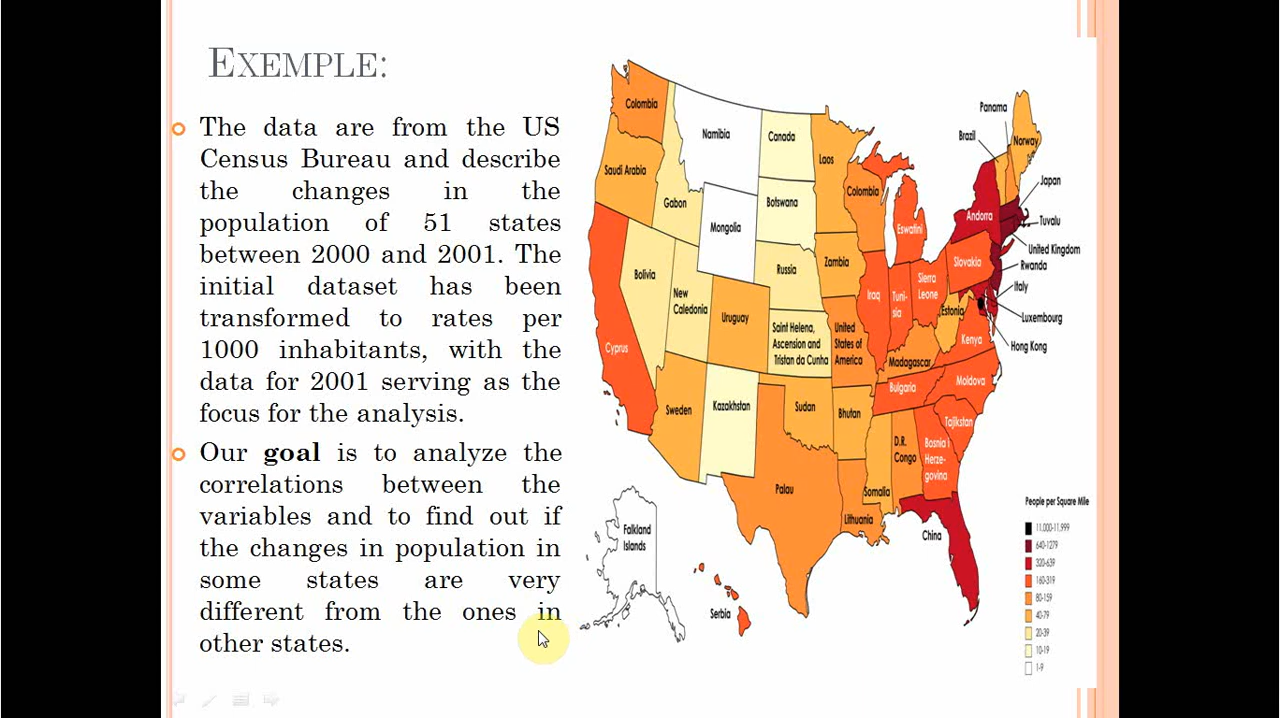 EXEMPLE:
The data are from the US
Census Bureau and describe
the changes in the
population of 51 states
between 2000 and 2001. The
initial dataset has been
transformed to rates per
1000 inhabitants, with the
data for 2001 serving as the
focus for the analysis.
Our goal is to analyze the
correlations between the
variables and to find out if
the changes in population in
some states are very
different from the ones in
other states.
Colombia
Namibia
Canada
Laos
Panama
Brazil
Norway
Saudi Arabia
Gabon
Mongolia
Botswana
Colombia
Eswatini
Andorra
Japan
Tuvalu
United Kingdom
Rwanda
Italy
Luxembourg
Hong Kong
Bolivia
New
Caledonia
Uruguay
Russia
Zambia
Iraq
Tuni-
sia
Sierra
Leone
Slovakia
Estonia
Kenya
Cyprus
Saint Helena,
Ascension and
Tristan da Cunha
United
States of
America
Madagascar
Bulgaria
Moldova
Sweden
Kazakhstan
Sudan
Bhutan
Tajikistan
D.R.
Congo
Bosnia i
Herze-
govina
Palau
Somalia
Lithuania
China
Falkland
Islands
Serbia
People per Square Mile
11,000-11,999
640-1279
320-639
160-319
80-159
40-79
20-39
10-19
1-9